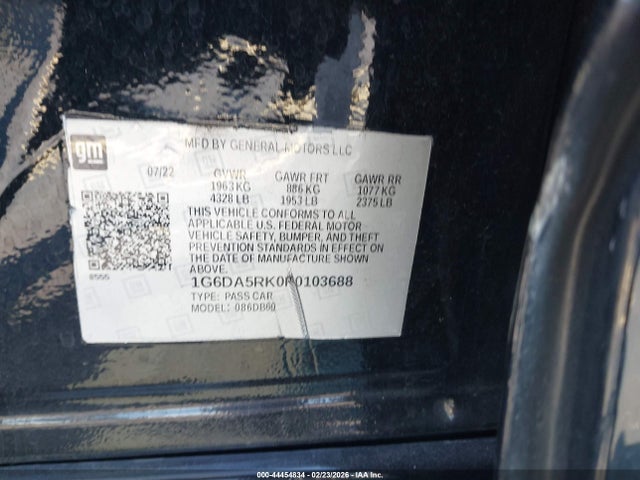 gm
MFD BY GENERAL MOTORS LLC
07/22 GVWR GAWR FRT GAWR RR
1963 KG 886 KG 1077 KG
4328 LB 1953 LB 2375 LB
THIS VEHICLE CONFORMS TO ALL
APPLICABLE U.S. FEDERAL MOTOR
VEHICLE SAFETY, BUMPER, AND THEFT
PREVENTION STANDARDS IN EFFECT ON THE
DATE OF MANUFACTURE SHOWN
ABOVE.
1G6DA5RK0P0103688
TYPE: PASS CAR
MODEL:
000-44454834 - 02/23/2026 - IAA Inc.